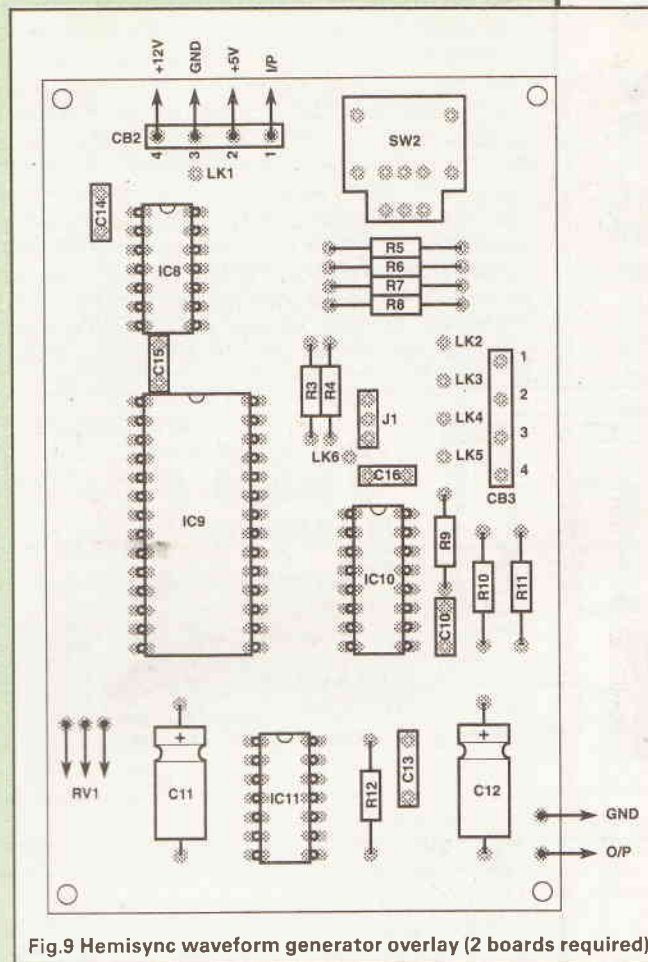 +12V GND +5V I/P
CB2
4 3 2 1
LK1
SW2
C14
IC8
R5
R6
R7
R8
C15
LK2
1
R3 R4
LK3
2
J1
LK4
3
LK6
LK5
4
C16
CB3
IC9
R9
IC10
R10 R11
C10
+ +
RV1
C11
IC11
R12
C13
C12
GND
O/P
Fig.9 Hemisync waveform generator overlay (2 boards required)